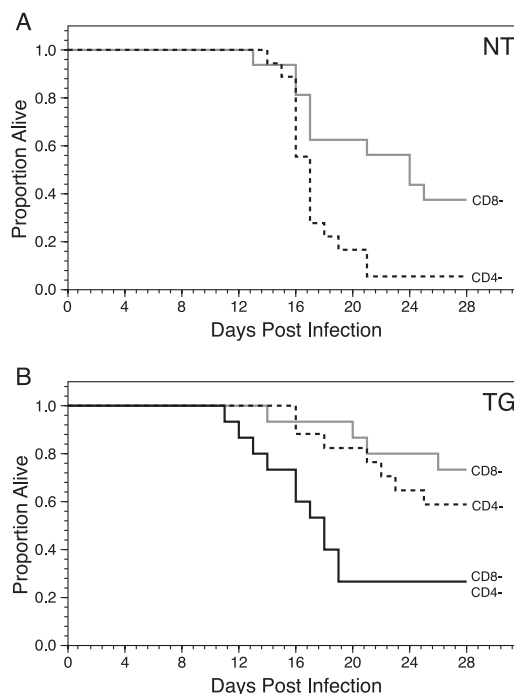 A
NT
1.0
0.8
0.6
0.4
0.2
0.0
Proportion Alive
CD8-
CD4-
0 4 8 12 16 20 24 28
Days Post Infection
B
TG
1.0
0.8
0.6
0.4
0.2
0.0
Proportion Alive
CD8-
CD4-
CD8-
CD4-
0 4 8 12 16 20 24 28
Days Post Infection